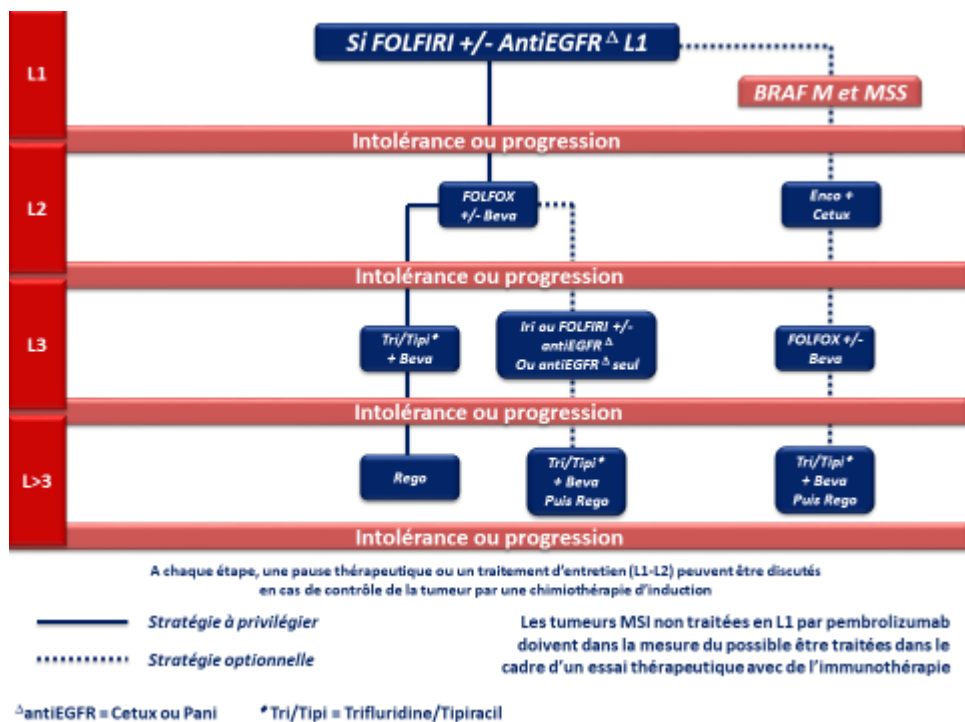 L1
Si FOLFIRI +/- AntiEGFR Δ L1
BRAF M et MSS
Intolérance ou progression
L2
FOLFOX
+/- Beva
Enco +
Cetux
Intolérance ou progression
L3
Tri/Tipi*
+ Beva
Iri ou FOLFIRI +/-
antiEGFR Δ
Ou antiEGFR Δ seul
FOLFOX +/-
Beva
Intolérance ou progression
L>3
Rego
Tri/Tipi*
+ Beva
Puis Rego
Tri/Tipi*
+ Beva
Puis Rego
Intolérance ou progression
A chaque étape, une pause thérapeutique ou un traitement d'entretien (L1-L2) peuvent être discutés
en cas de contrôle de la tumeur par une chimiothérapie d'induction
Stratégie à privilégier
Stratégie optionnelle
Les tumeurs MSI non traitées en L1 par pembrolizumab
doivent dans la mesure du possible être traitées dans le
cadre d'un essai thérapeutique avec de l'immunothérapie
ΔantiEGFR = Cetux ou Pani
*Tri/Tipi = Trifluridine/Tipiracil